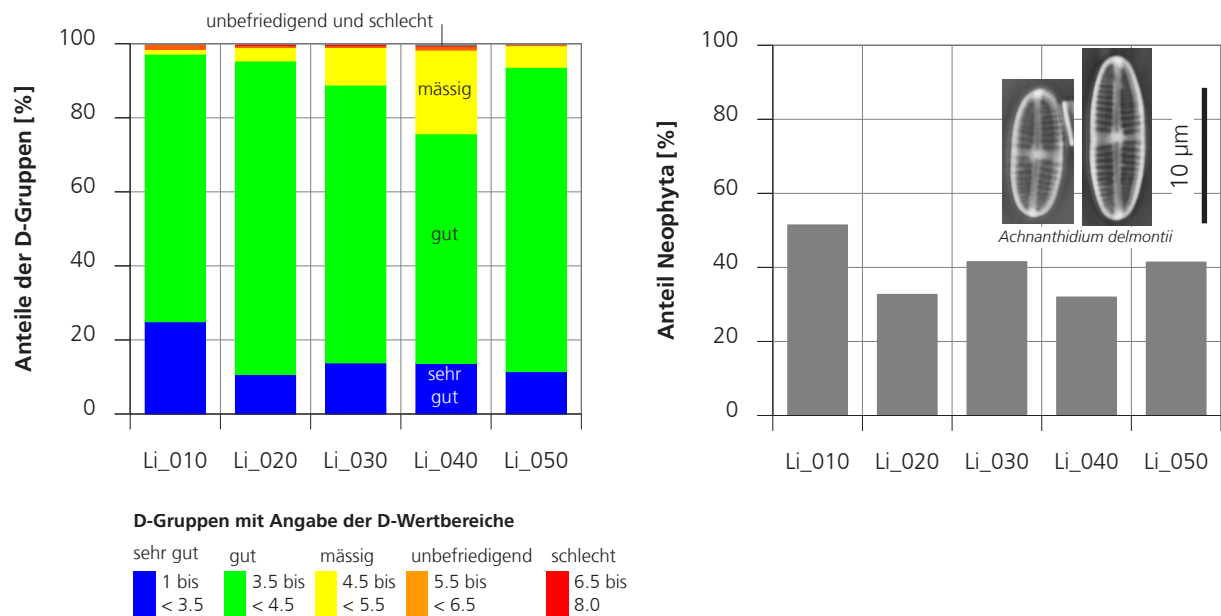 unbefriedigend und schlecht
Anteile der D-Gruppen [%]
100
80
60
40
20
0
mässig
gut
sehr
gut
Li_010 Li_020 Li_030 Li_040 Li_050
D-Gruppen mit Angabe der D-Wertbereiche
sehr gut gut mässig unbefriedigend schlecht
1 bis 3.5 bis 4.5 bis 5.5 bis 6.5 bis
< 3.5 < 4.5 < 5.5 < 6.5 8.0
Anteil Neophyta [%]
100
80
60
40
20
0
10 µm
Achnanthidium delmontii
Li_010 Li_020 Li_030 Li_040 Li_050